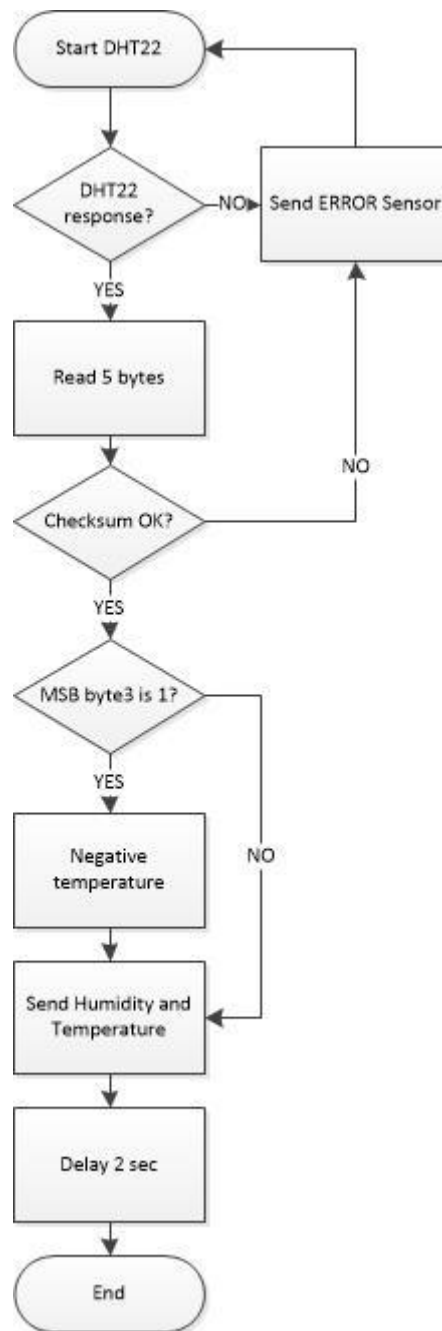 Start DHT22
DHT22
response?
NO
Send ERROR Sensor
YES
Read 5 bytes
NO
Checksum OK?
YES
MSB byte3 is 1?
YES
Negative
temperature
NO
Send Humidity and
Temperature
Delay 2 sec
End